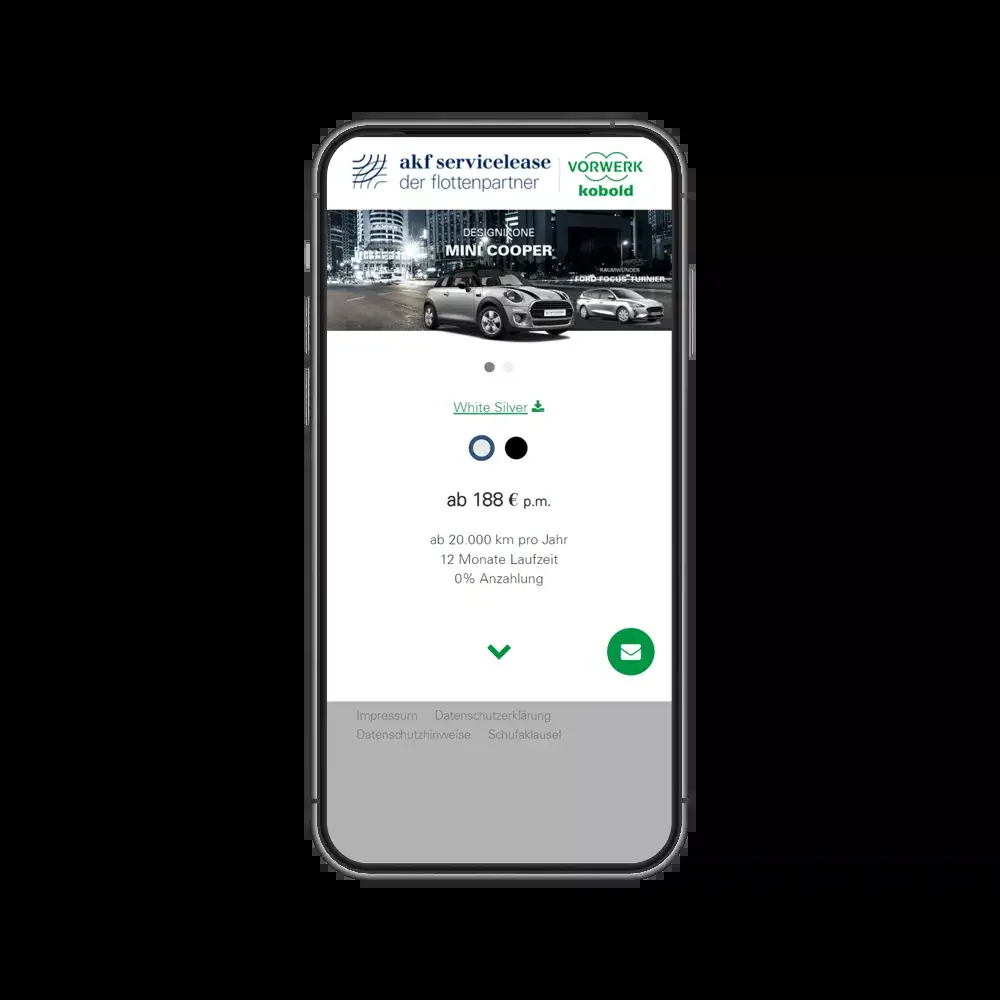 akf servicelease
der flottenpartner
VORWERK
kobold
DESIGNIKONE
MINI COOPER
RAUMWUNDER
FORD FOCUS TURNIER
White Silver
ab 188 € p.m.
ab 20.000 km pro Jahr
12 Monate Laufzeit
0% Anzahlung
Impressum Datenschutzerklärung
Datenschutzhinweise Schufaklausel